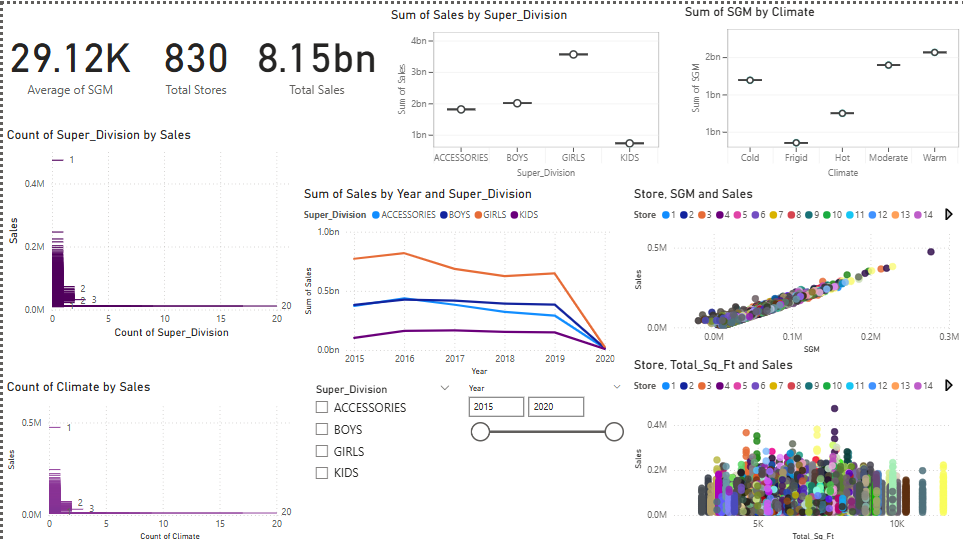 29.12K
Average of SGM
830
Total Stores
8.15bn
Total Sales
Sum of Sales by Super_Division
4bn
3bn
2bn
1bn
Sum of Sales
ACCESSORIES BOYS GIRLS KIDS
Super_Division
Sum of SGM by Climate
2bn
1bn
1bn
Sum of SGM
Cold Frigid Hot Moderate Warm
Climate
Count of Super_Division by Sales
0.4M
0.2M
0.0M
Sales
1
2
3
2
20
0 5 10 15 20
Count of Super_Division
Sum of Sales by Year and Super_Division
Super_Division ACCESSORIES BOYS GIRLS KIDS
1.0bn
0.5bn
0.0bn
Sum of Sales
2015 2016 2017 2018 2019 2020
Year
Store, SGM and Sales
Store 1 2 3 4 5 6 7 8 9 10 11 12 13 14
0.5M
0.0M
Sales
0.0M 0.1M 0.2M 0.3M
SGM
Count of Climate by Sales
0.5M
0.0M
Sales
1
2
3
20
0 5 10 15 20
Count of Climate
Super_Division
ACCESSORIES
BOYS
GIRLS
KIDS
Year
2015 2020
Store, Total_Sq_Ft and Sales
Store 1 2 3 4 5 6 7 8 9 10 11 12 13 14
0.4M
0.2M
0.0M
Sales
5K 10K
Total_Sq_Ft